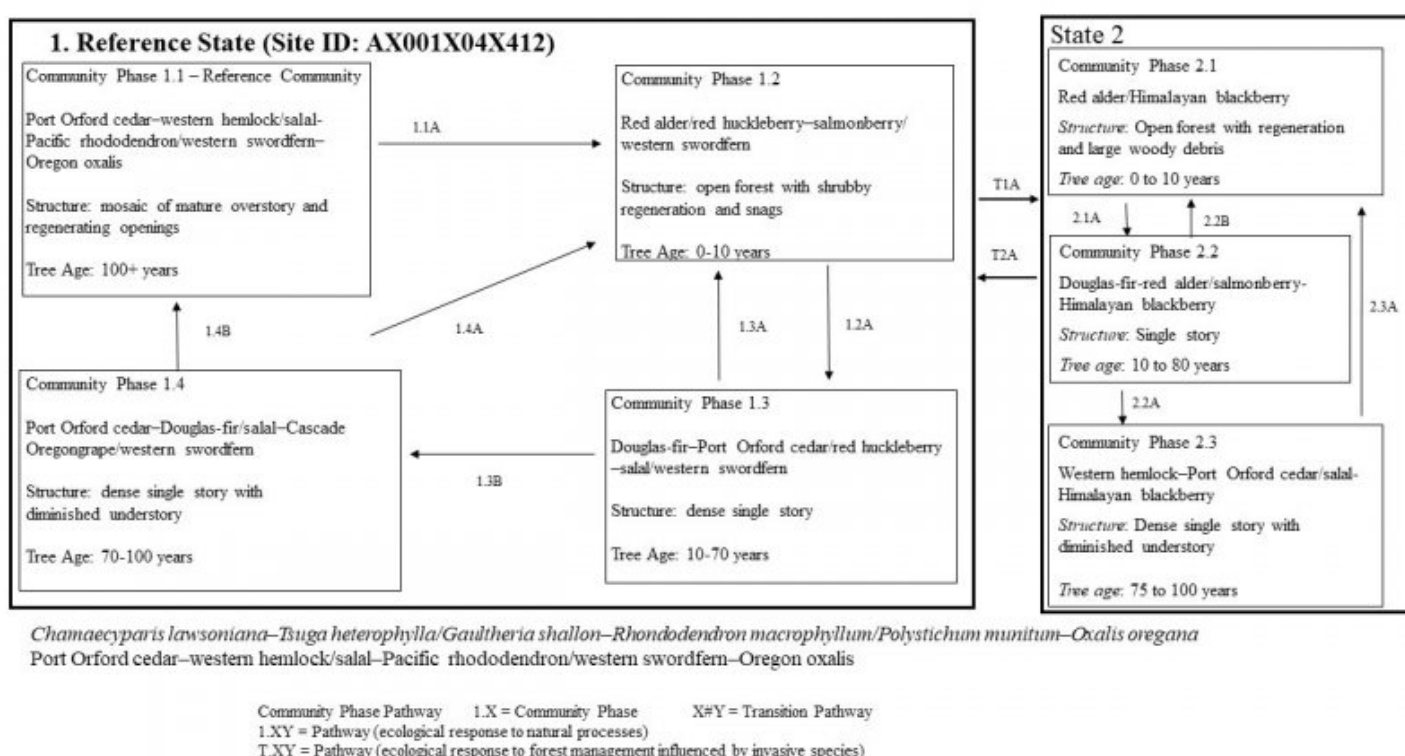 1. Reference State (Site ID: AX001X04X412)
Community Phase 1.1 – Reference Community
Port Orford cedar–western hemlock/salal-
Pacific rhododendron/western swordfern–
Oregon oxalis
Structure: mosaic of mature overstory and
regenerating openings
Tree Age: 100+ years
1.1A
Community Phase 1.2
Red alder/red huckleberry–salmonberry/
western swordfern
Structure: open forest with shrubby
regeneration and snags
Tree Age: 0-10 years
1.4B
1.4A
1.3A
1.2A
Community Phase 1.4
Port Orford cedar–Douglas-fir/salal–Cascade
Oregongrape/western swordfern
Structure: dense single story with
diminished understory
Tree Age: 70-100 years
1.3B
Community Phase 1.3
Douglas-fir–Port Orford cedar/red huckleberry
–salal/western swordfern
Structure: dense single story
Tree Age: 10-70 years
T1A
T2A
State 2
Community Phase 2.1
Red alder/Himalayan blackberry
Structure: Open forest with regeneration
and large woody debris
Tree age: 0 to 10 years
2.1A
2.2B
Community Phase 2.2
Douglas-fir-red alder/salmonberry-
Himalayan blackberry
Structure: Single story
Tree age: 10 to 80 years
2.3A
2.2A
Community Phase 2.3
Western hemlock–Port Orford cedar/salal-
Himalayan blackberry
Structure: Dense single story with
diminished understory
Tree age: 75 to 100 years
Chamaecyparis lawsoniana–Tsuga heterophylla/Gaultheria shallon–Rhondodendron macrophyllum/Polystichum munitum–Oxalis oregana
Port Orford cedar–western hemlock/salal–Pacific rhododendron/western swordfern–Oregon oxalis
Community Phase Pathway 1.X = Community Phase X#Y = Transition Pathway
1.XY = Pathway (ecological response to natural processes)
T.XY = Pathway (ecological response to forest management influenced by invasive species)